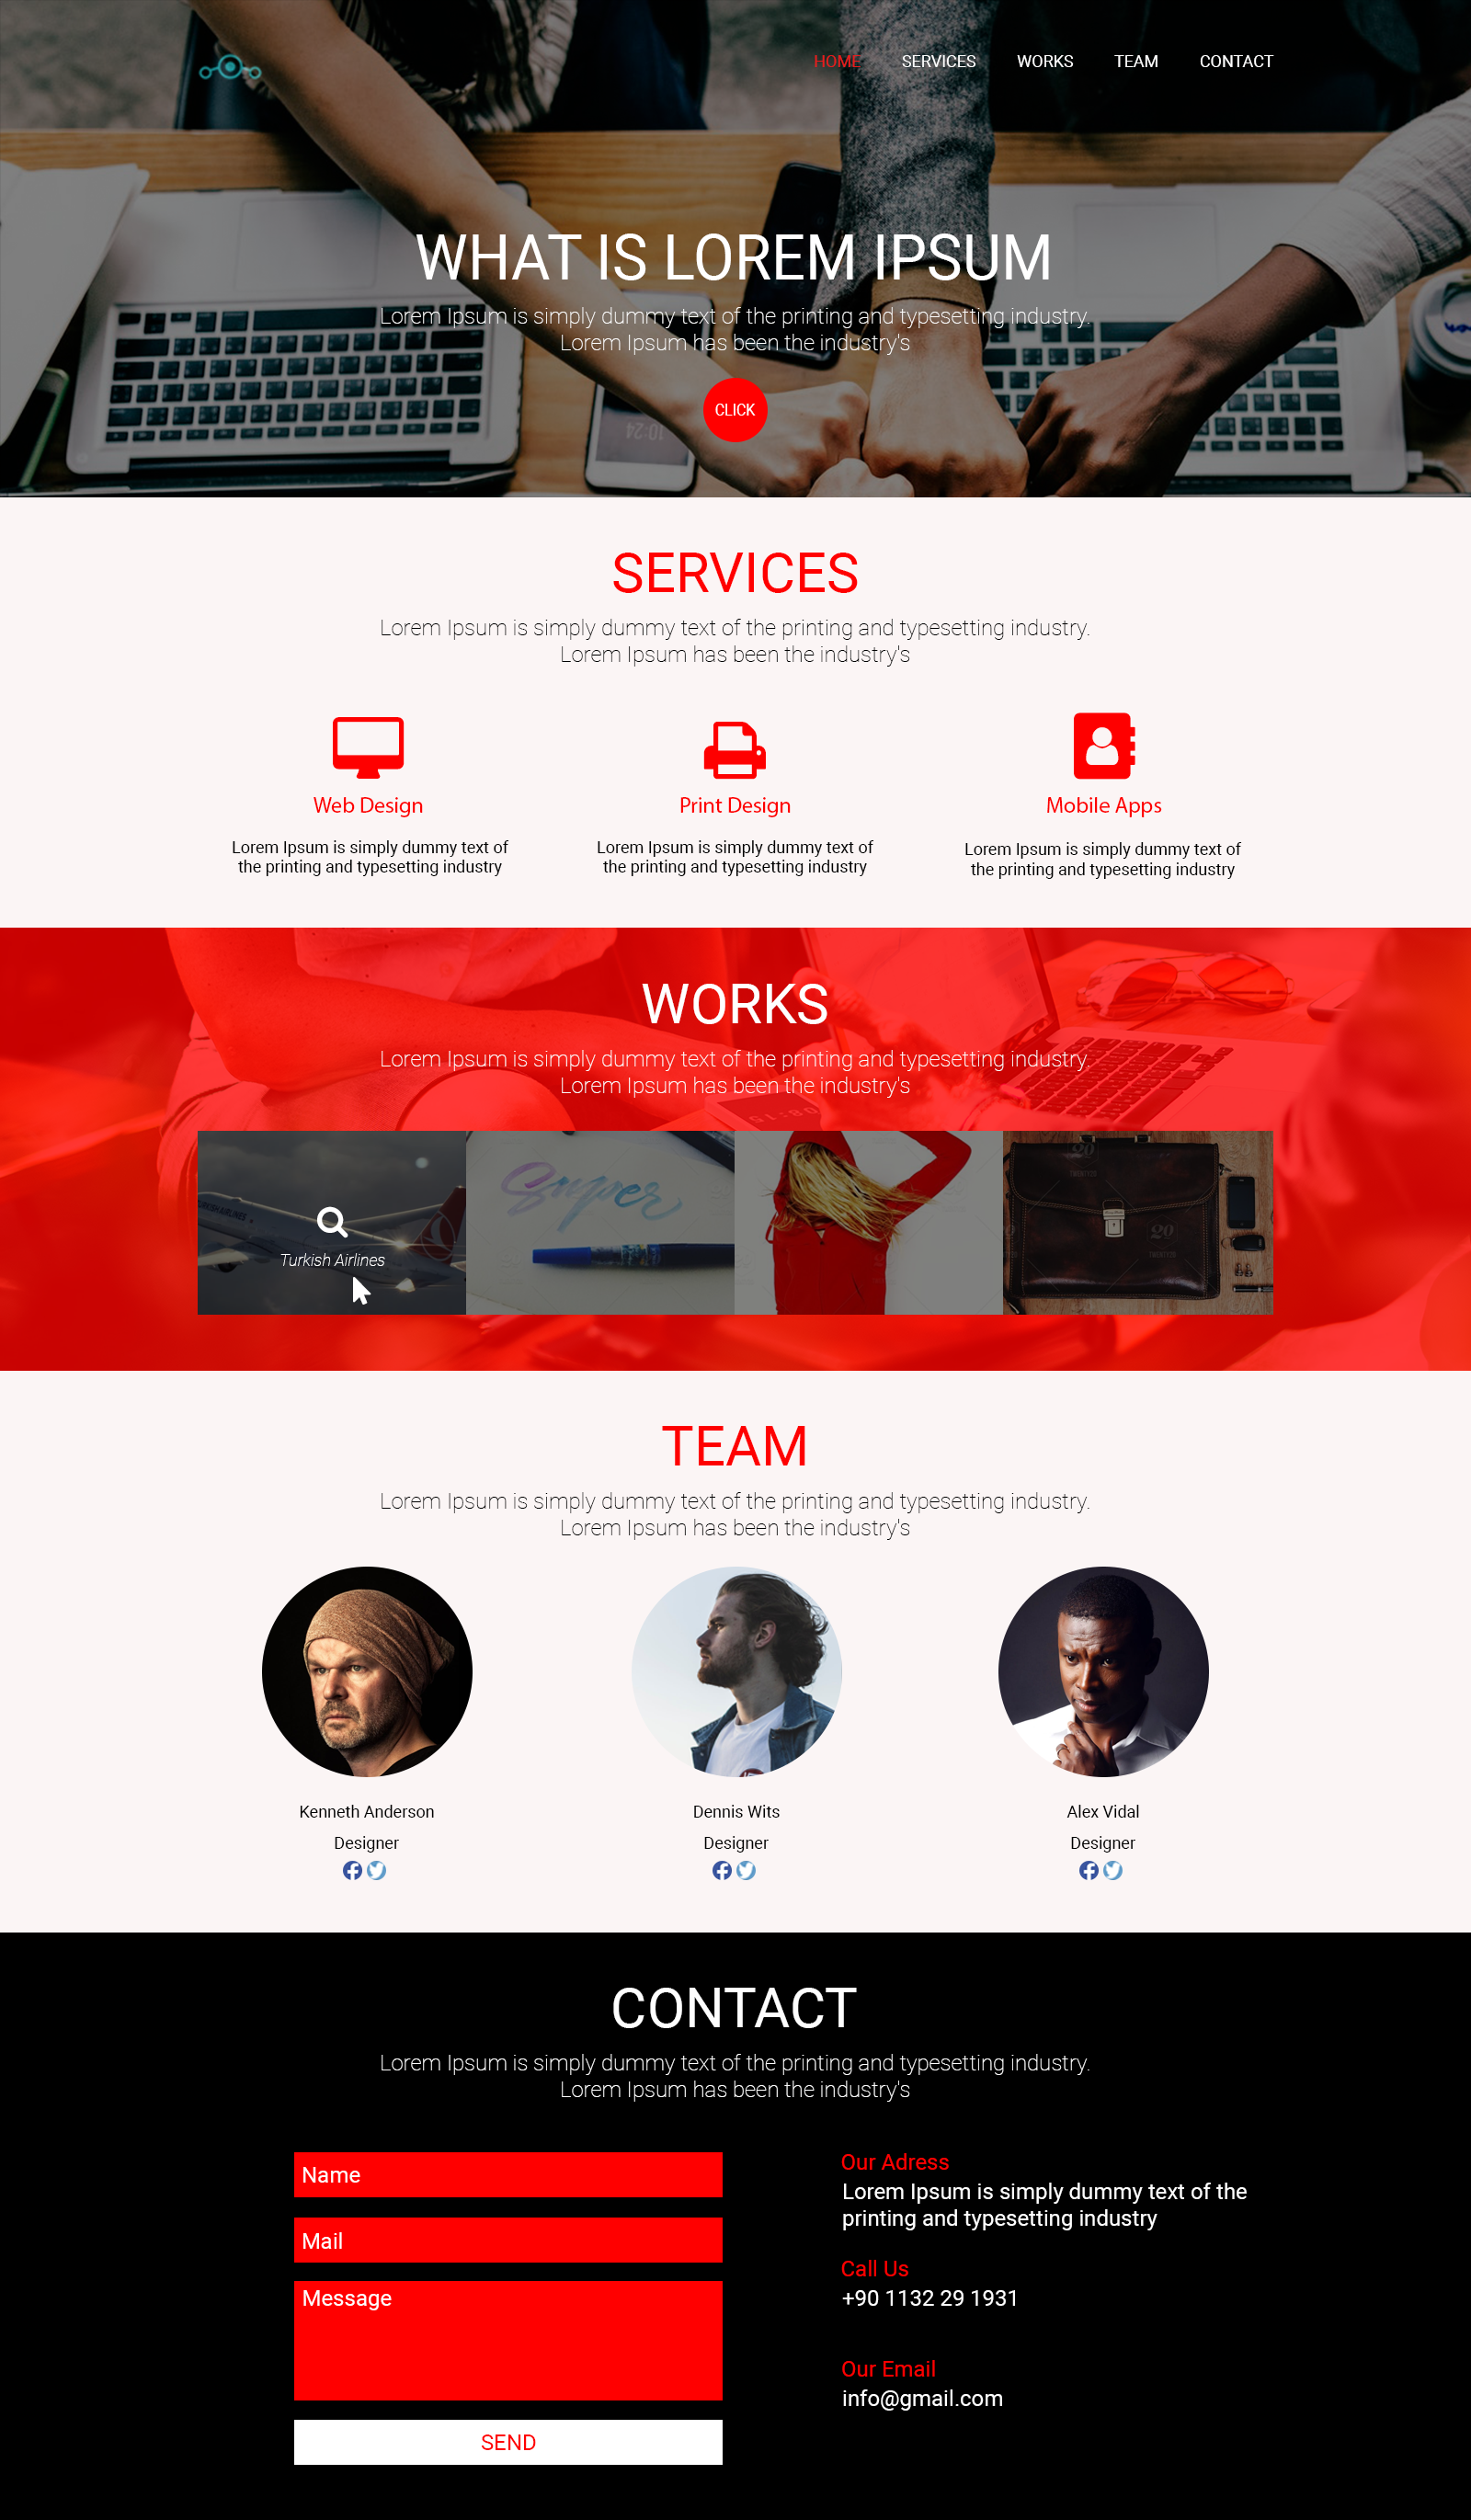 HOME SERVICES WORKS TEAM CONTACT
WHAT IS LOREM IPSUM
Lorem Ipsum is simply dummy text of the printing and typesetting industry.
Lorem Ipsum has been the industry's
CLICK
10:24
SERVICES
Lorem Ipsum is simply dummy text of the printing and typesetting industry.
Lorem Ipsum has been the industry's
Web Design
Lorem Ipsum is simply dummy text of
the printing and typesetting industry
Print Design
Lorem Ipsum is simply dummy text of
the printing and typesetting industry
Mobile Apps
Lorem Ipsum is simply dummy text of
the printing and typesetting industry
WORKS
Lorem Ipsum is simply dummy text of the printing and typesetting industry.
Lorem Ipsum has been the industry's
Turkish Airlines
Super
TEAM
Lorem Ipsum is simply dummy text of the printing and typesetting industry.
Lorem Ipsum has been the industry's
Kenneth Anderson
Designer
Dennis Wits
Designer
Alex Vidal
Designer
CONTACT
Lorem Ipsum is simply dummy text of the printing and typesetting industry.
Lorem Ipsum has been the industry's
Name
Mail
Message
SEND
Our Adress
Lorem Ipsum is simply dummy text of the
printing and typesetting industry
Call Us
+90 1132 29 1931
Our Email
info@gmail.com